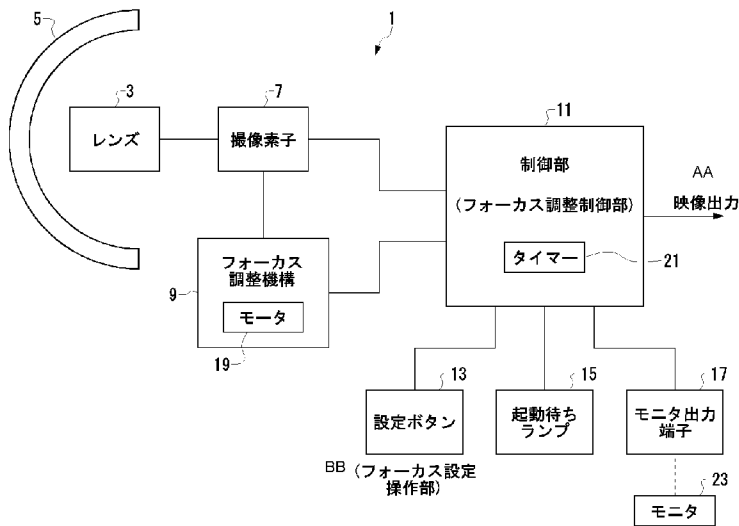 5
1
3
7
レンズ
撮像素子
11
制御部
(フォーカス調整制御部)
タイマー
21
AA
映像出力
フォーカス
調整機構
9
モータ
19
13
設定ボタン
BB (フォーカス設定
操作部)
15
起動待ち
ランプ
17
モニタ出力
端子
23
モニタ